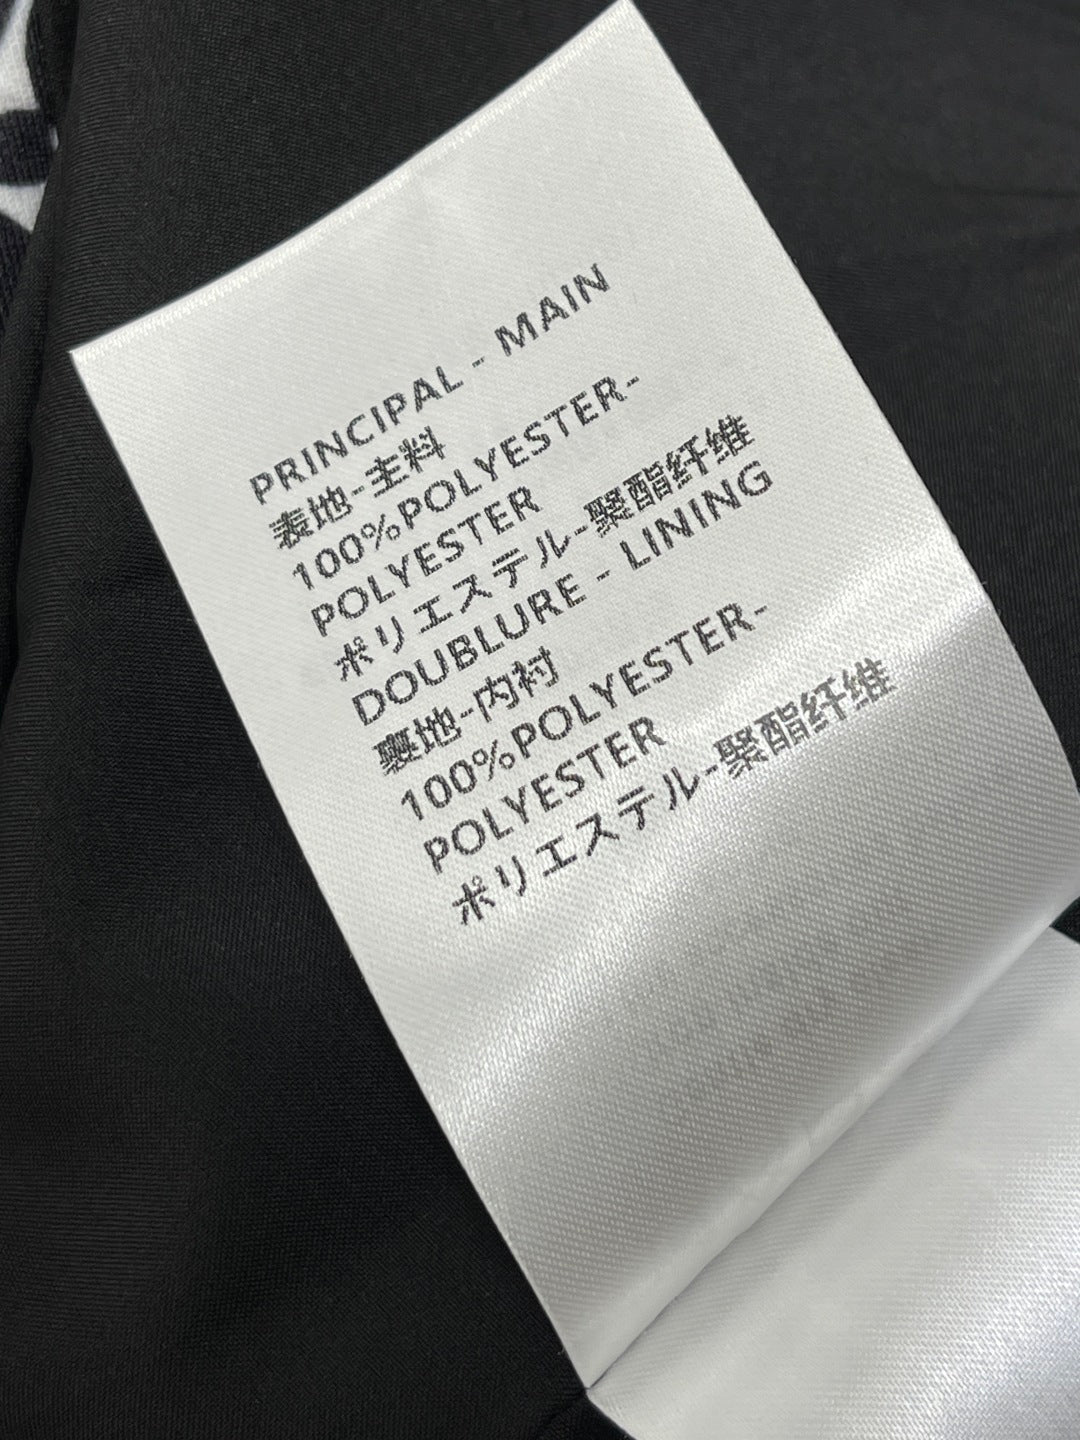 PRINCIPAL - MAIN
表地-主料
100%POLYESTER-
POLYESTER
ポリエステル-聚酯纤维
DOUBLURE - LINING
裏地-内衬
100%POLYESTER-
POLYESTER
ポリエステル-聚酯纤维